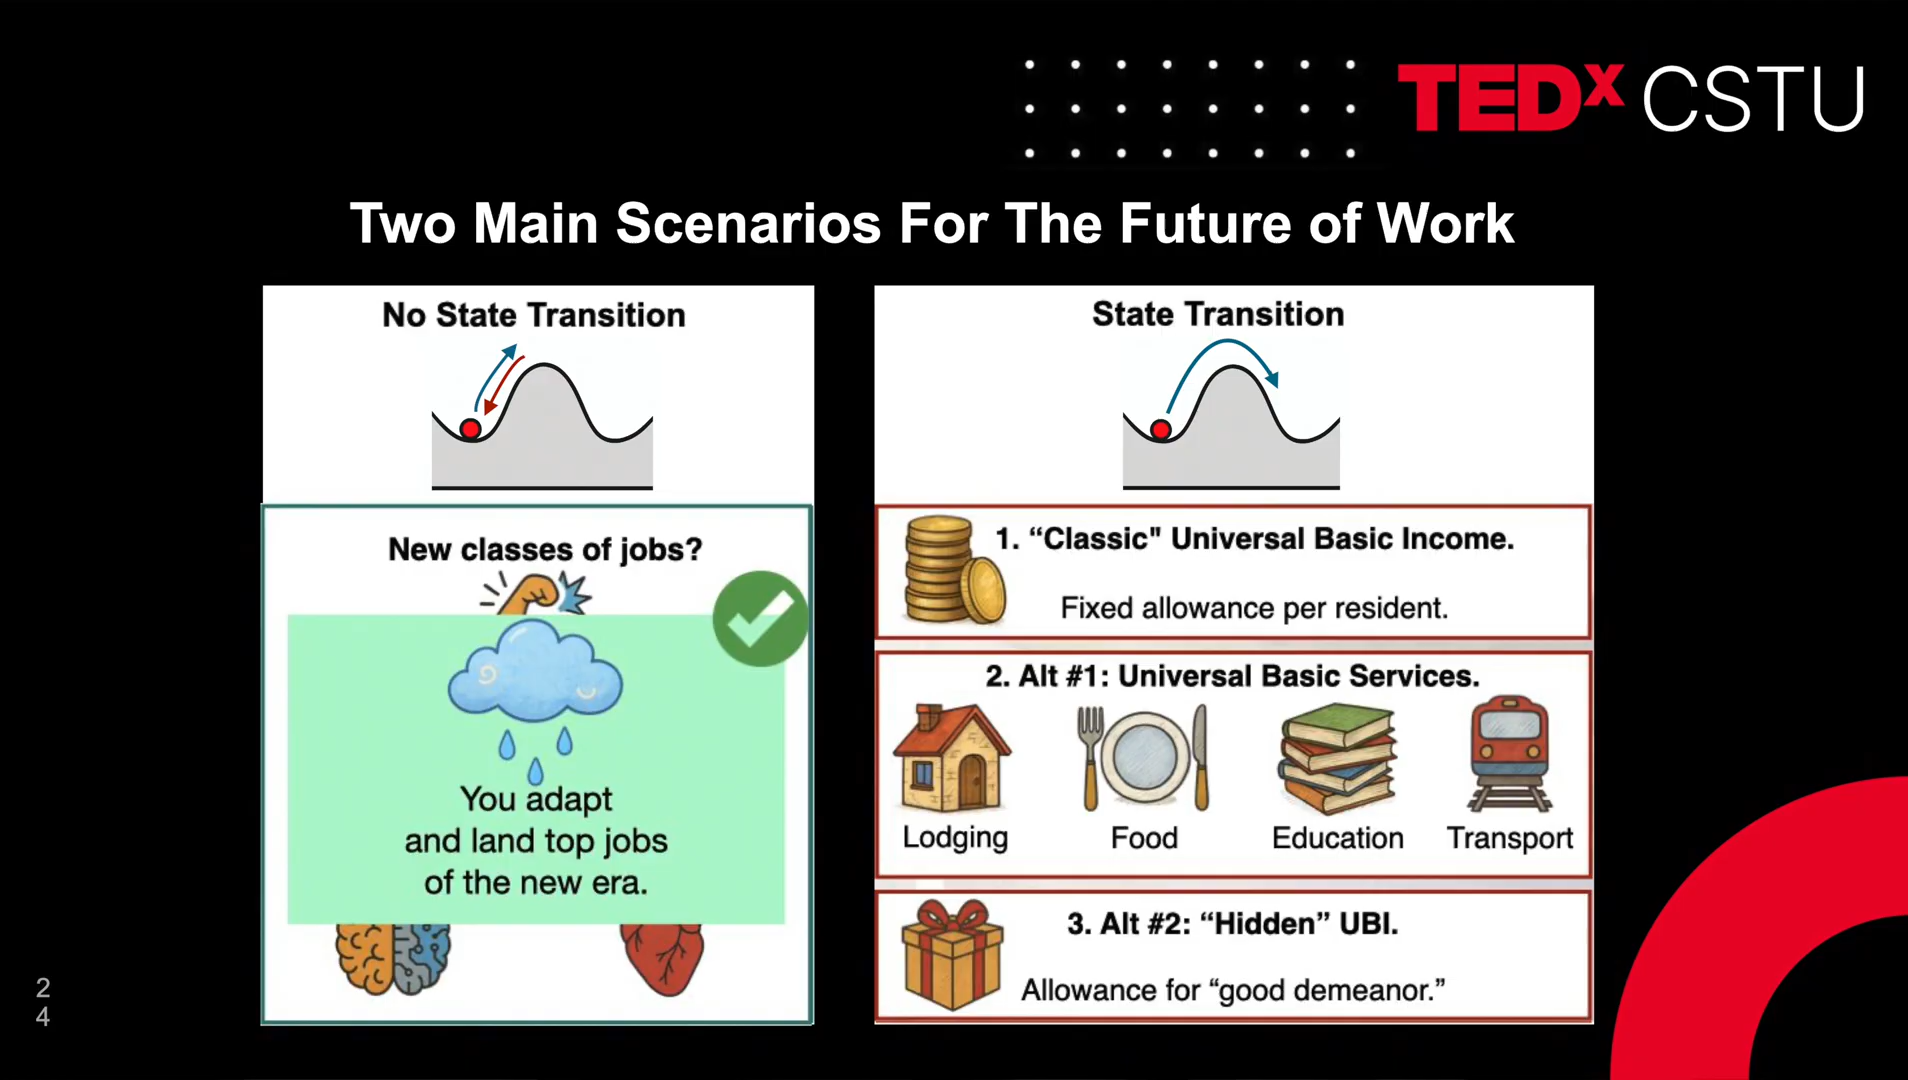 TEDx CSTU
Two Main Scenarios For The Future of Work
No State Transition
New classes of jobs?
You adapt
and land top jobs
of the new era.
State Transition
1. “Classic" Universal Basic Income.
Fixed allowance per resident.
2. Alt #1: Universal Basic Services.
Lodging
Food
Education
Transport
3. Alt #2: “Hidden” UBI.
Allowance for “good demeanor.”
2
4